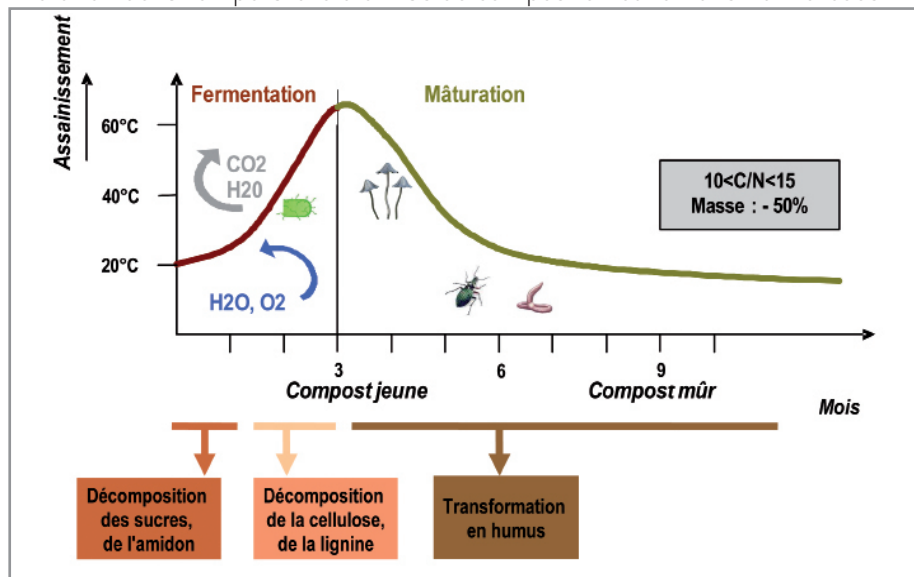 Assainissement
60°C
40°C
20°C
Fermentation
Mâturation
CO2
H20
H2O, O2
10<C/N<15
Masse : - 50%
3
6
9
Compost jeune
Compost mûr
Mois
Décomposition
des sucres,
de l'amidon
Décomposition
de la cellulose,
de la lignine
Transformation
en humus